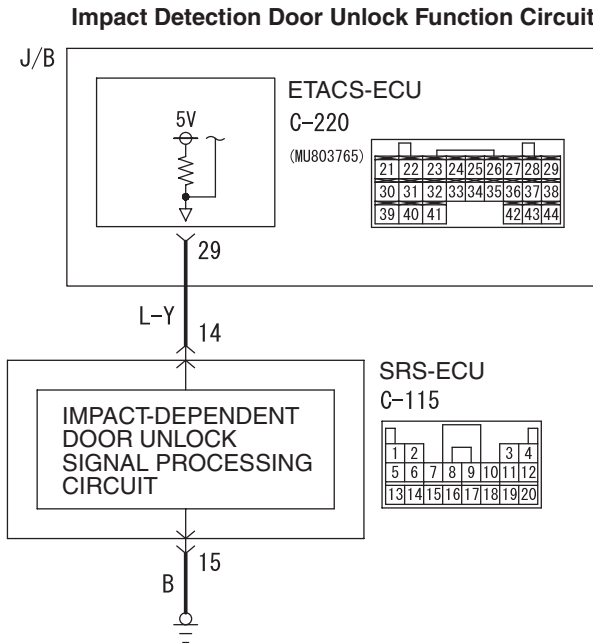 Impact Detection Door Unlock Function Circuit
J/B
ETACS-ECU
5V
C-220
(MU803765)
21 22 23 24 25 26 27 28 29
30 31 32 33 34 35 36 37 38
39 40 41 42 43 44
29
L-Y
14
SRS-ECU
C-115
IMPACT-DEPENDENT
DOOR UNLOCK
SIGNAL PROCESSING
CIRCUIT
1 2 3 4
5 6 7 8 9 10 11 12
13 14 15 16 17 18 19 20
15
B